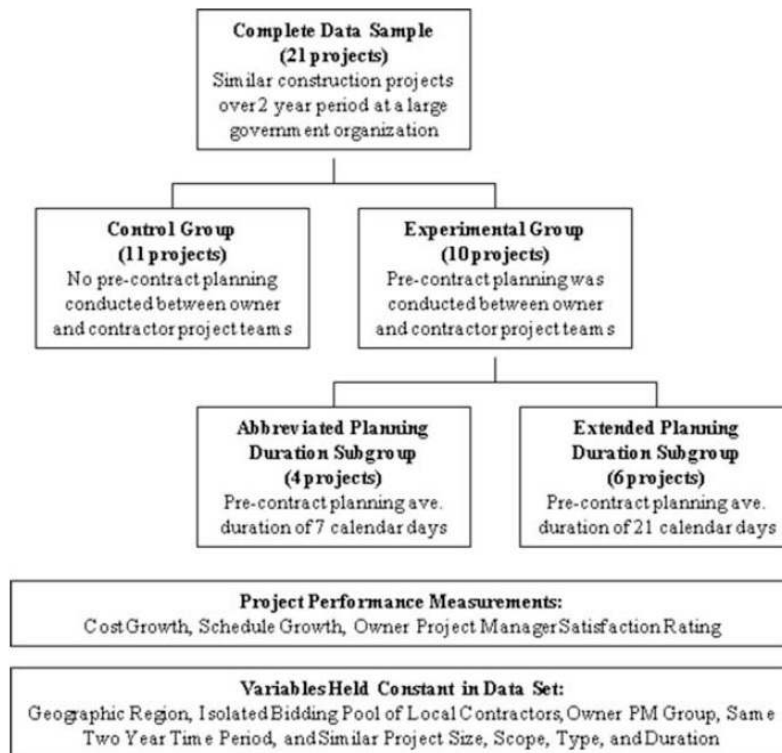 Complete Data Sample
(21 projects)
Similar construction projects
over 2 year period at a large
government organization
Control Group
(11 projects)
No pre-contract planning
conducted between owner
and contractor project teams
Experimental Group
(10 projects)
Pre-contract planning was
conducted between owner
and contractor project teams
Abbreviated Planning
Duration Subgroup
(4 projects)
Pre-contract planning ave.
duration of 7 calendar days
Extended Planning
Duration Subgroup
(6 projects)
Pre-contract planning ave.
duration of 21 calendar days
Project Performance Measurements:
Cost Growth, Schedule Growth, Owner Project Manager Satisfaction Rating
Variables Held Constant in Data Set:
Geographic Region, Isolated Bidding Pool of Local Contractors, Owner PM Group, Same
Two Year Time Period, and Similar Project Size, Scope, Type, and Duration